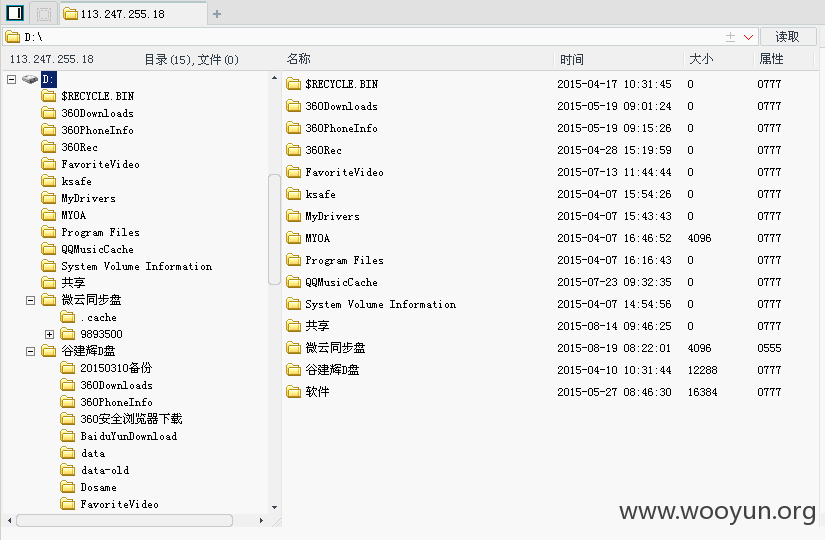 113.247.255.18
D:\
读取
113.247.255.18 目录(15),文件(0) 名称 时间 大小 属性
D:
$RECYCLE.BIN
360Downloads
360PhoneInfo
360Rec
FavoriteVideo
ksafe
MyDrivers
MYOA
Program Files
QQMusicCache
System Volume Information
共享
微云同步盘
.cache
9893500
谷建辉D盘
20150310备份
360Downloads
360PhoneInfo
360安全浏览器下载
BaiduYunDownload
data
data-old
Dosame
FavoriteVideo
$RECYCLE.BIN 2015-04-17 10:31:45 0 0777
360Downloads 2015-05-19 09:01:24 0 0777
360PhoneInfo 2015-05-19 09:15:26 0 0777
360Rec 2015-04-28 15:19:59 0 0777
FavoriteVideo 2015-07-13 11:44:44 0 0777
ksafe 2015-04-07 15:54:26 0 0777
MyDrivers 2015-04-07 15:43:43 0 0777
MYOA 2015-04-07 16:46:52 4096 0777
Program Files 2015-04-07 16:16:43 0 0777
QQMusicCache 2015-07-23 09:32:35 0 0777
System Volume Information 2015-04-07 14:54:56 0 0777
共享 2015-08-14 09:46:25 0 0777
微云同步盘 2015-08-19 08:22:01 4096 0555
谷建辉D盘 2015-04-10 10:31:44 12288 0777
软件 2015-05-27 08:46:30 16384 0777
www.wooyun.org